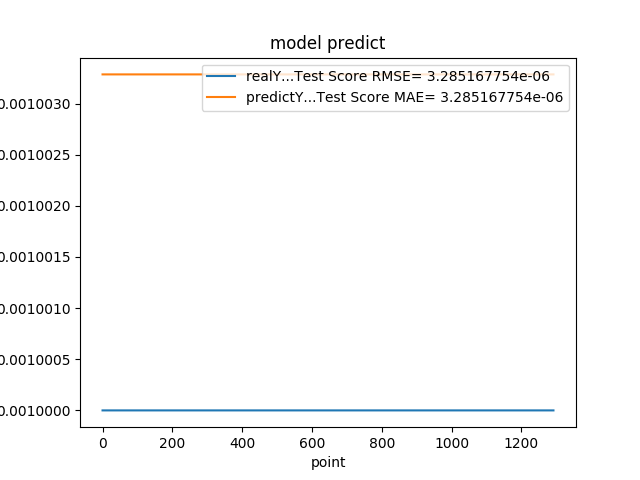 model predict
realY...Test Score RMSE= 3.285167754e-06
predictY...Test Score MAE= 3.285167754e-06
0.0010030
0.0010025
0.0010020
0.0010015
0.0010010
0.0010005
0.0010000
0 200 400 600 800 1000 1200
point